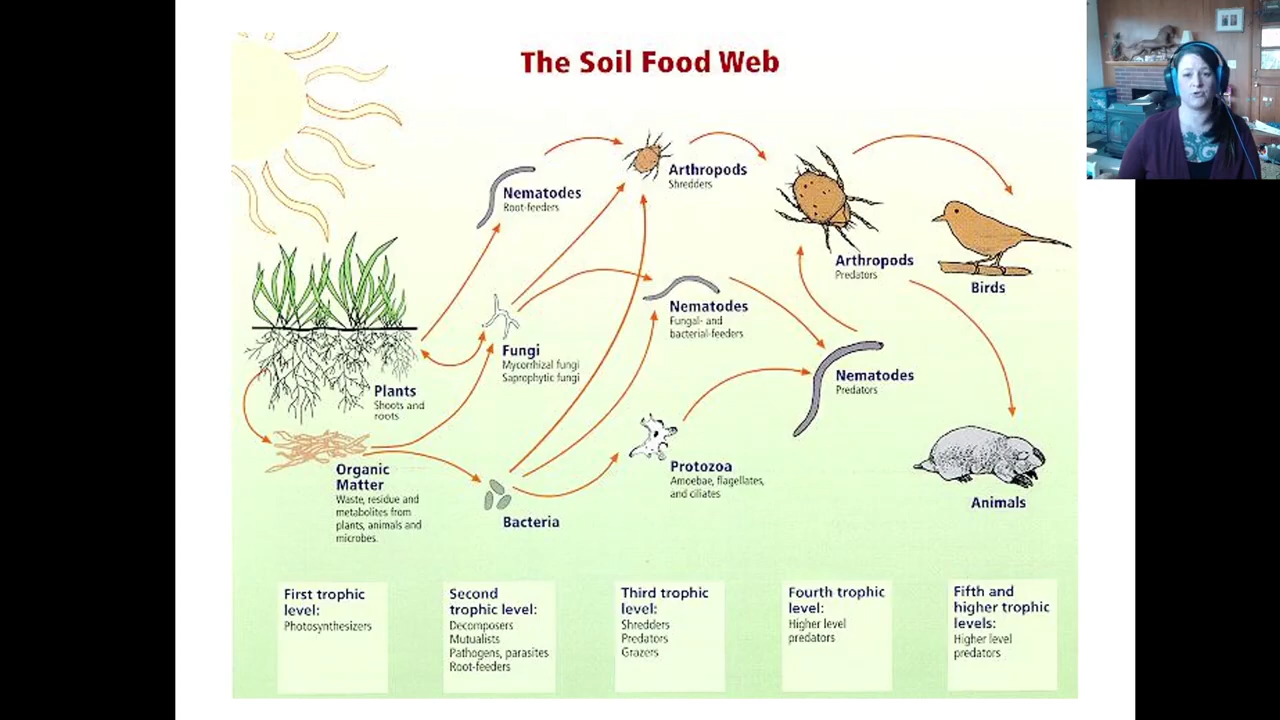 The Soil Food Web
Nematodes
Root-feeders
Arthropods
Shredders
Arthropods
Predators
Birds
Plants
Shoots and
roots
Fungi
Mycorrhizal fungi
Saprophytic fungi
Nematodes
Fungal- and
bacterial-feeders
Nematodes
Predators
Organic
Matter
Waste, residue and
metabolites from
plants, animals and
microbes.
Bacteria
Protozoa
Amoebae, flagellates,
and ciliates
Animals
First trophic
level:
Photosynthesizers
Second
trophic level:
Decomposers
Mutualists
Pathogens, parasites
Root-feeders
Third trophic
level:
Shredders
Predators
Grazers
Fourth trophic
level:
Higher level
predators
Fifth and
higher trophic
levels:
Higher level
predators